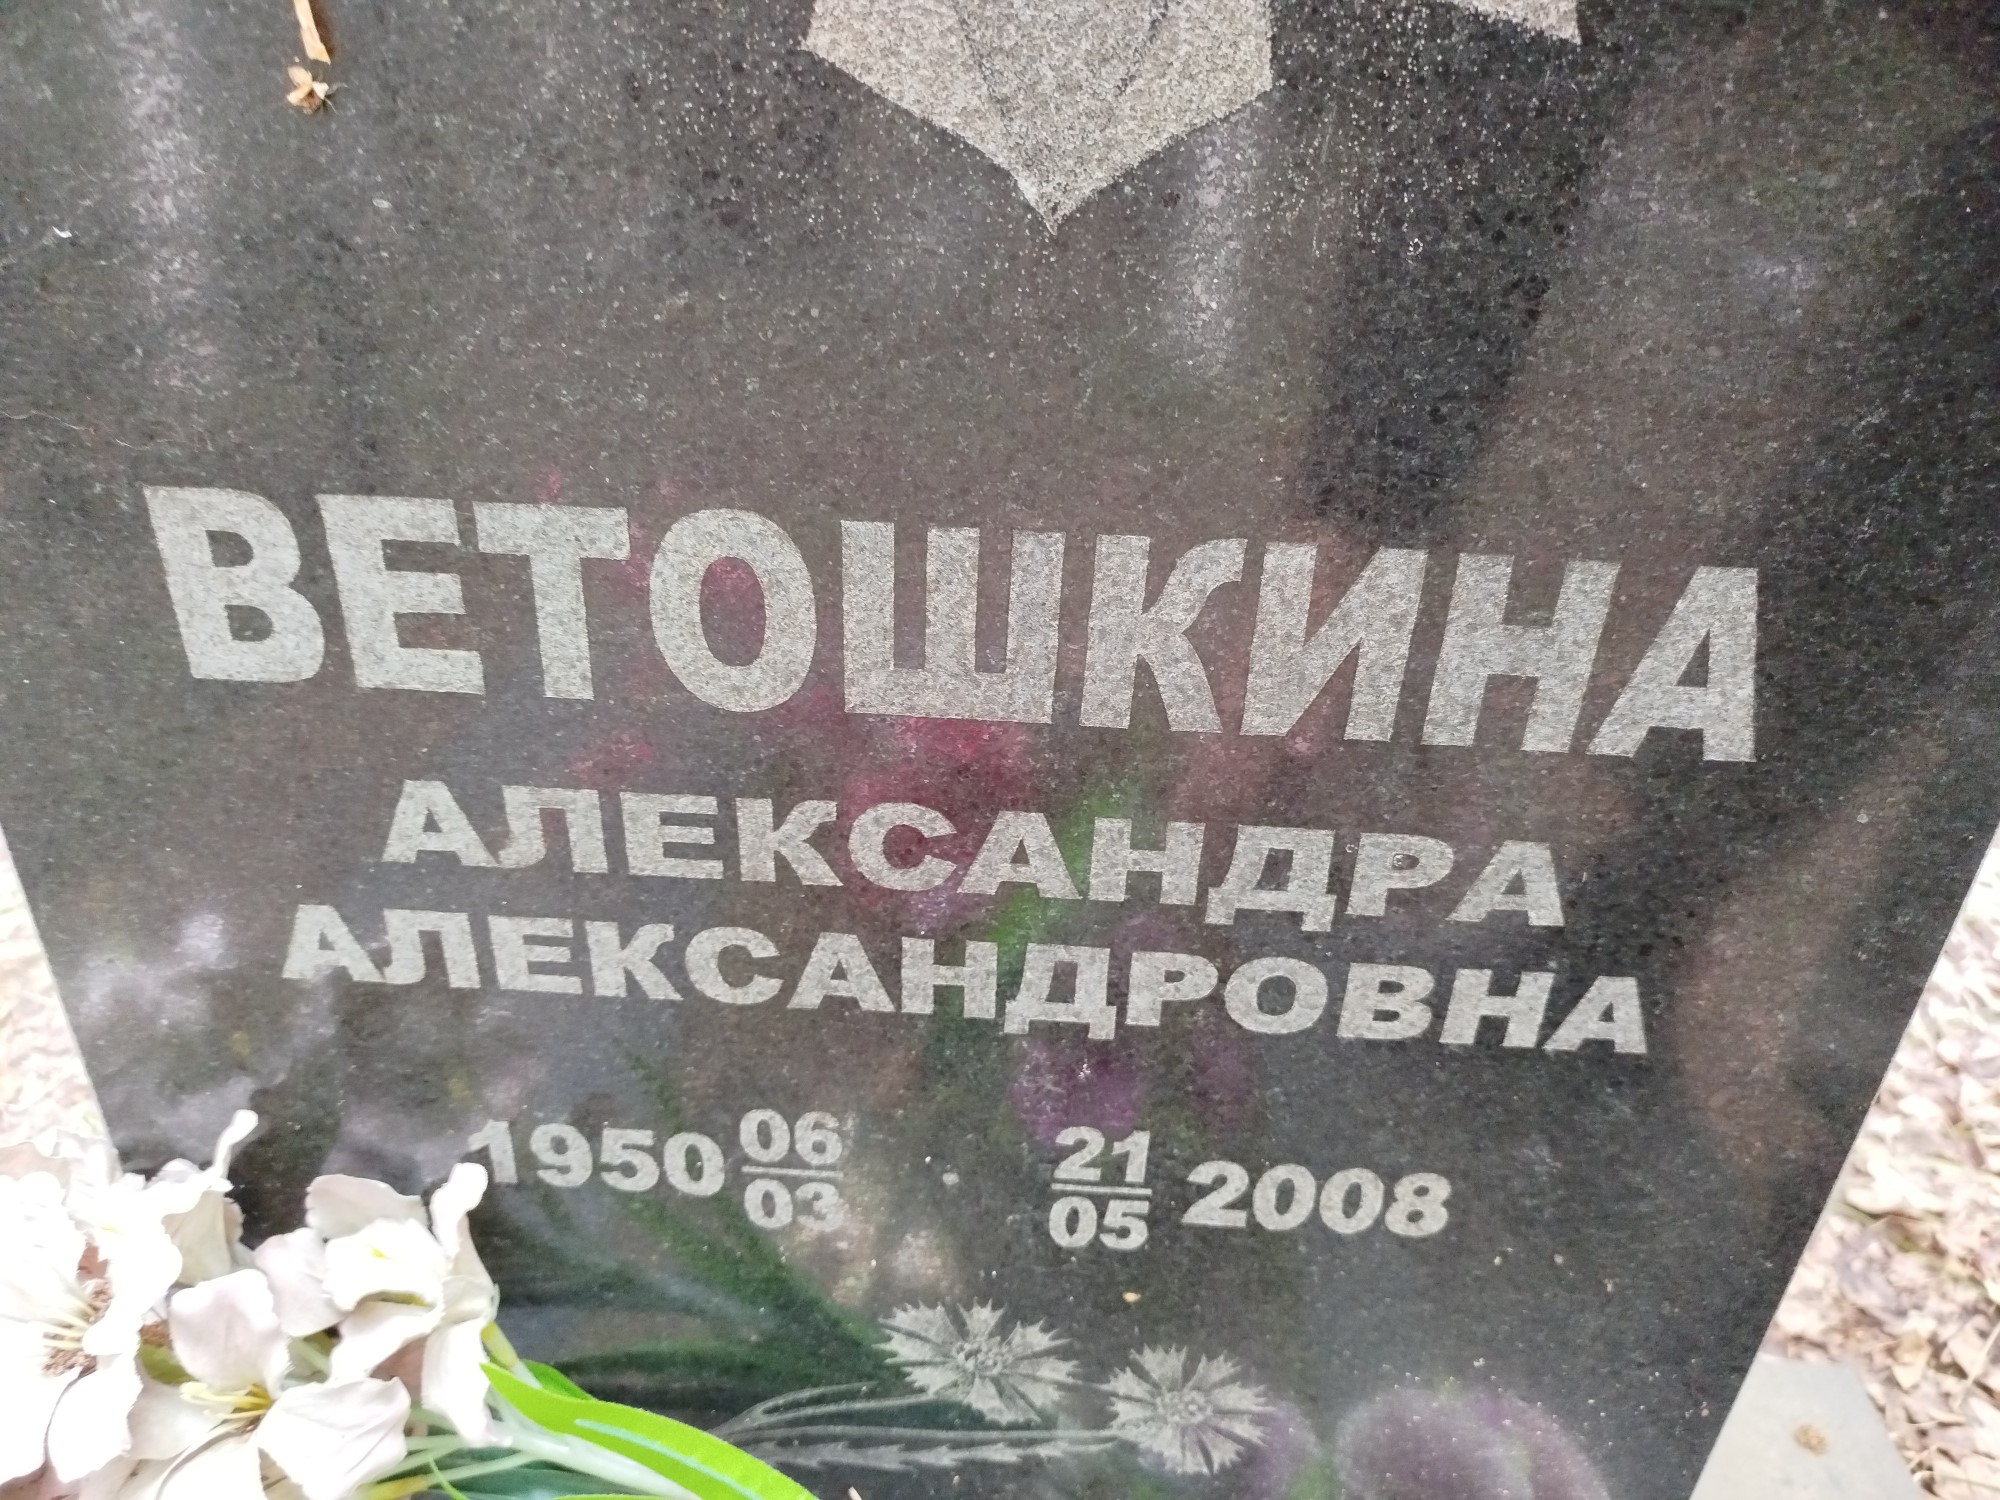 ВЕТОШКИНА
АЛЕКСАНДРА
АЛЕКСАНДРОВНА
1950 06/03 21/05 2008